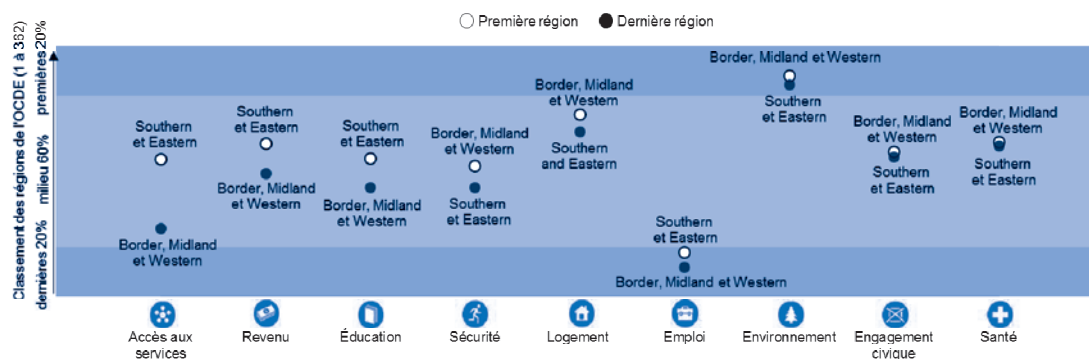 Première région
Dernière région
Classement des régions de l'OCDE (1 à 362)
dernières 20% milieu 60% premières 20%
Southern
et Eastern
Border, Midland
et Western
Southern
et Eastern
Border, Midland
et Western
Southern
et Eastern
Border, Midland
et Western
Border, Midland
et Western
Southern
et Eastern
Border, Midland
et Western
Southern
and Eastern
Southern
et Eastern
Border, Midland et Western
Border, Midland et Western
Southern
et Eastern
Border, Midland
et Western
Southern
et Eastern
Border, Midland
et Western
Southern
et Eastern
Accès aux
services
Revenu
Éducation
Sécurité
Logement
Emploi
Environnement
Engagement
civique
Santé